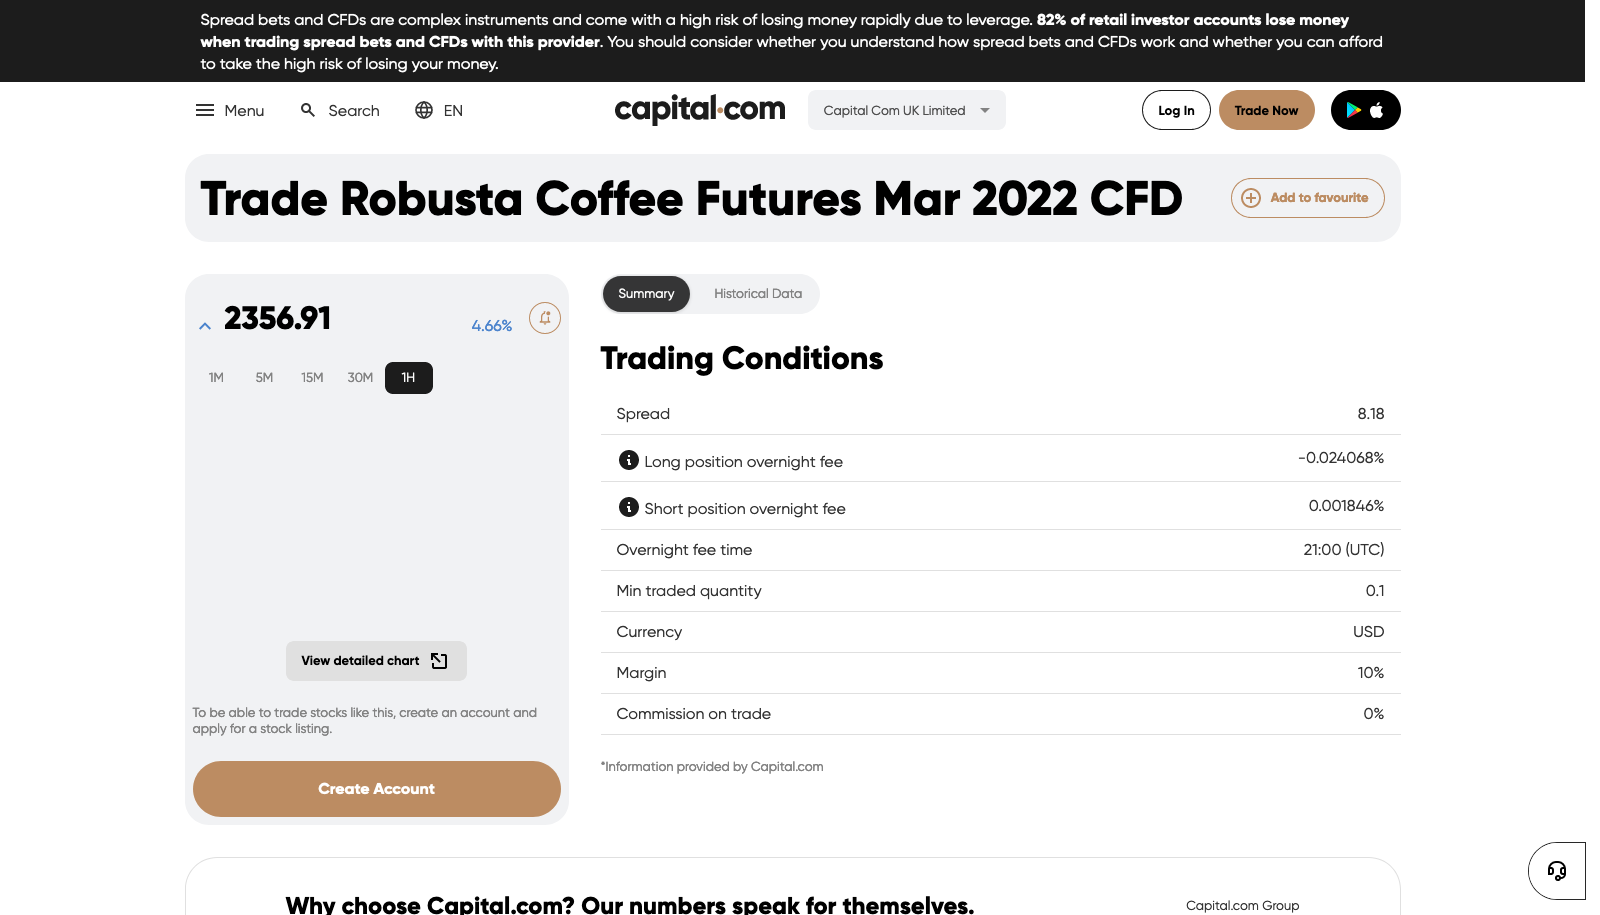 Spread bets and CFDs are complex instruments and come with a high risk of losing money rapidly due to leverage. 82% of retail investor accounts lose money
when trading spread bets and CFDs with this provider. You should consider whether you understand how spread bets and CFDs work and whether you can afford
to take the high risk of losing your money.
Menu
Search
EN
capital.com
Capital Com UK Limited
Log In
Trade Now
Trade Robusta Coffee Futures Mar 2022 CFD
Add to favourite
2356.91
4.66%
1M
5M
15M
30M
1H
View detailed chart
To be able to trade stocks like this, create an account and
apply for a stock listing.
Create Account
Summary
Historical Data
Trading Conditions
Spread 8.18
Long position overnight fee -0.024068%
Short position overnight fee 0.001846%
Overnight fee time 21:00 (UTC)
Min traded quantity 0.1
Currency USD
Margin 10%
Commission on trade 0%
*Information provided by Capital.com
Why choose Capital.com? Our numbers speak for themselves.
Capital.com Group